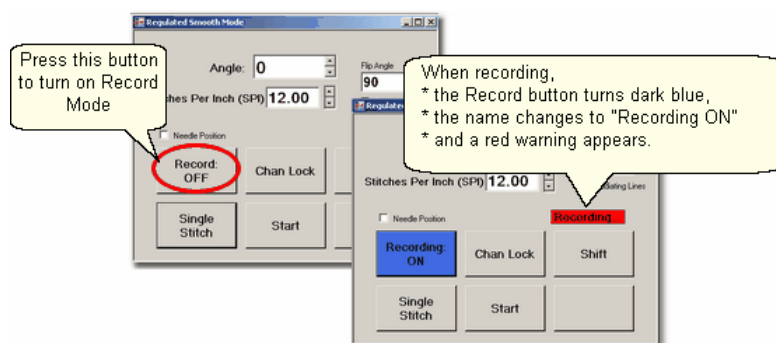 Regulated Smooth Mode
Press this button
to turn on Record
Mode
Angle: 0
Flip Angle
90
ches Per Inch (SPI) 12.00
Needle Position
Record:
OFF
Chan Lock
Single
Stitch
Start
When recording,
* the Record button turns dark blue,
* the name changes to "Recording ON"
* and a red warning appears.
Regulate
Stitches Per Inch (SPI) 12.00
diating Lines
Needle Position
Recording...
Recording:
ON
Chan Lock
Shift
Single
Stitch
Start